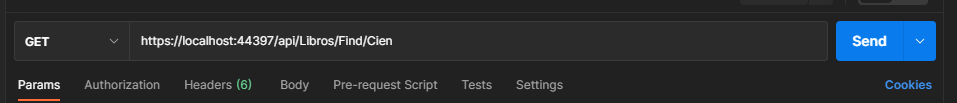 GET https://localhost:44397/api/Libros/Find/Cien Send
Params Authorization Headers (6) Body Pre-request Script Tests Settings Cookies